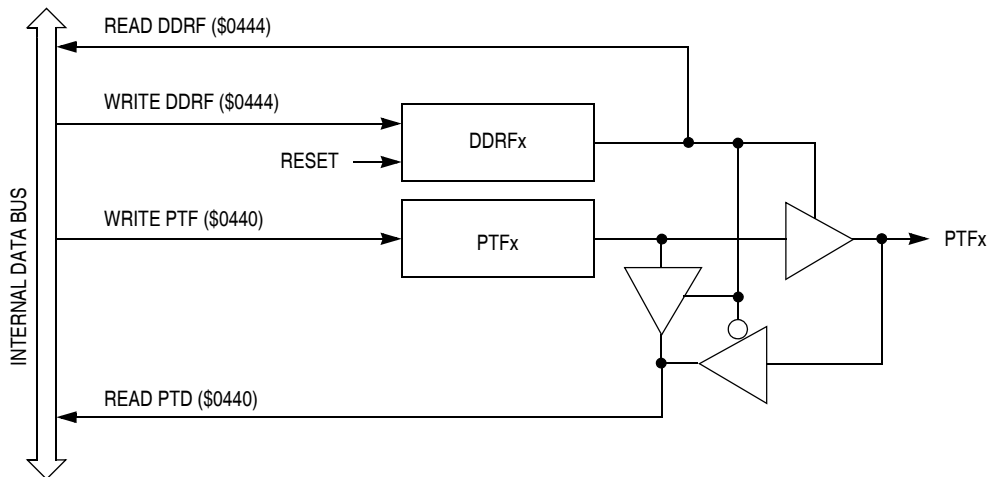 READ DDRF ($0444)
WRITE DDRF ($0444)
DDRFx
RESET
WRITE PTF ($0440)
PTFx
PTFx
INTERNAL DATA BUS
READ PTD ($0440)